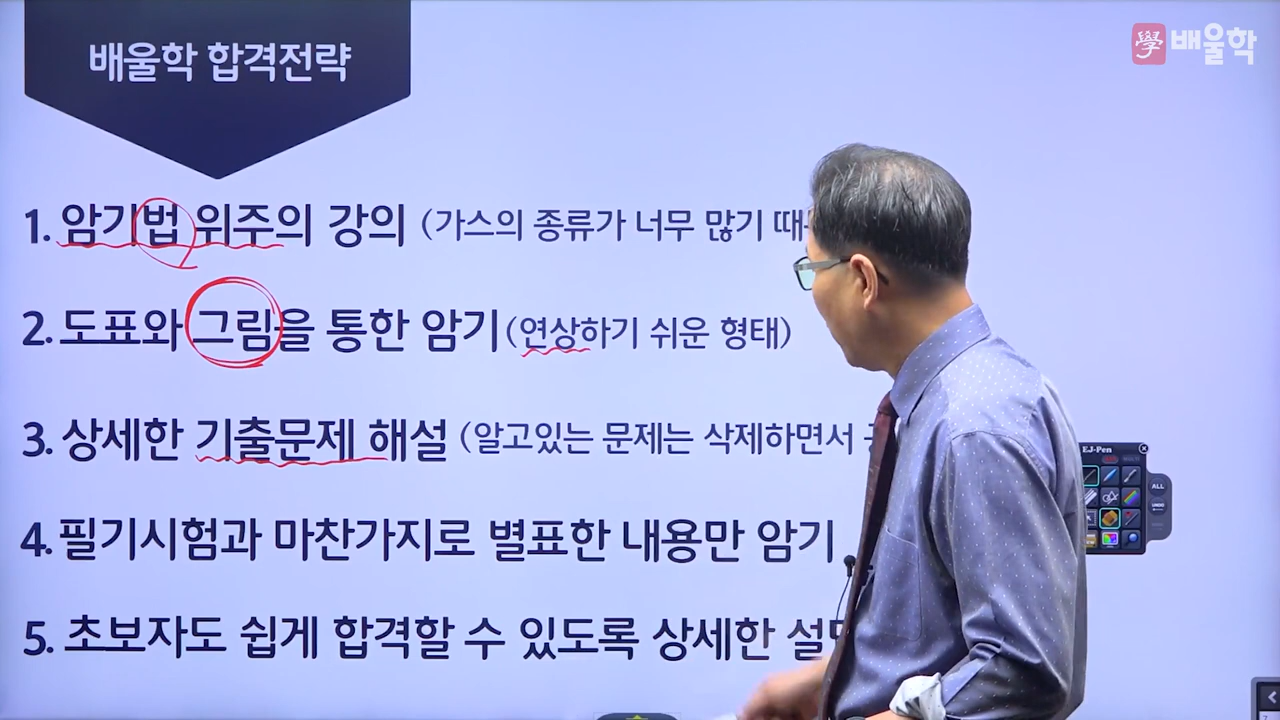 배울학 합격전략
學 배울학
1. 암기법 위주의 강의 (가스의 종류가 너무 많기
2. 도표와 그림을 통한 암기 (연상하기 쉬운 형태)
3. 상세한 기출문제 해설 (알고있는 문제는 삭제하면서
EJ-Pen
ALL
UNDO
4. 필기시험과 마찬가지로 별표한 내용만 암기
5. 초보자도 쉽게 합격할 수 있도록 상세한